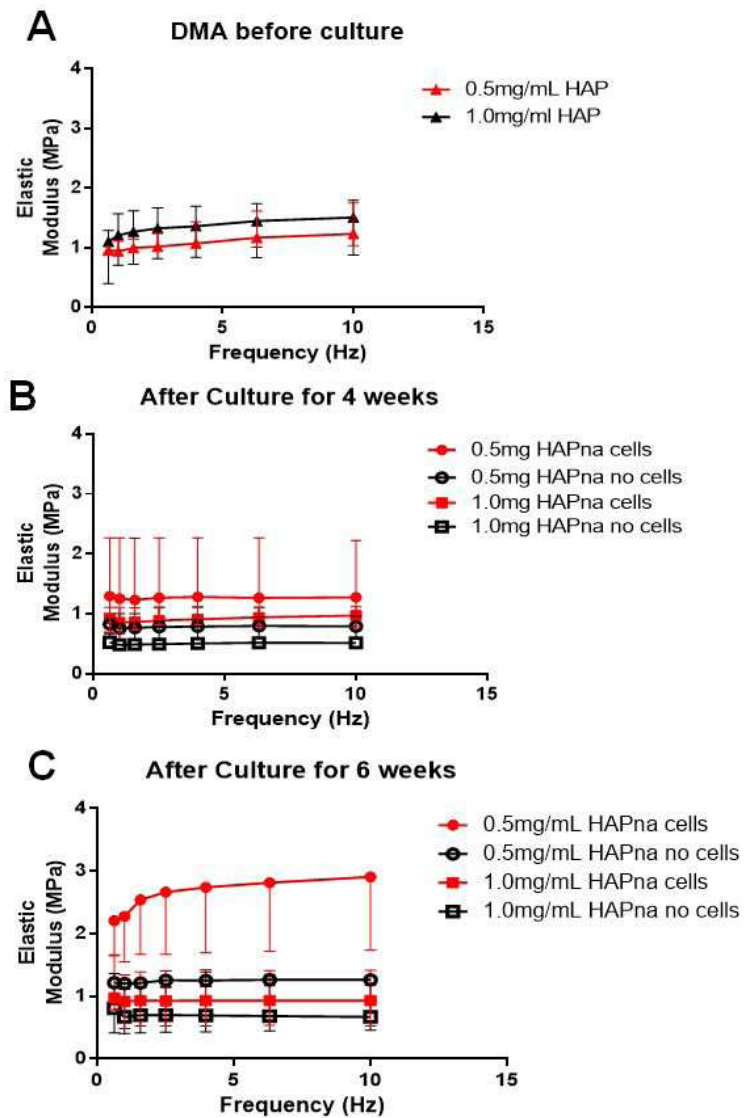 A
DMA before culture
4
3
2
1
0
0
5
10
15
Elastic
Modulus (MPa)
Frequency (Hz)
0.5mg/mL HAP
1.0mg/ml HAP
B
After Culture for 4 weeks
4
3
2
1
0
0
5
10
15
Elastic
Modulus (MPa)
Frequency (Hz)
0.5mg HAPna cells
0.5mg HAPna no cells
1.0mg HAPna cells
1.0mg HAPna no cells
C
After Culture for 6 weeks
4
3
2
1
0
0
5
10
15
Elastic
Modulus (MPa)
Frequency (Hz)
0.5mg/mL HAPna cells
0.5mg/mL HAPna no cells
1.0mg/mL HAPna cells
1.0mg/mL HAPna no cells